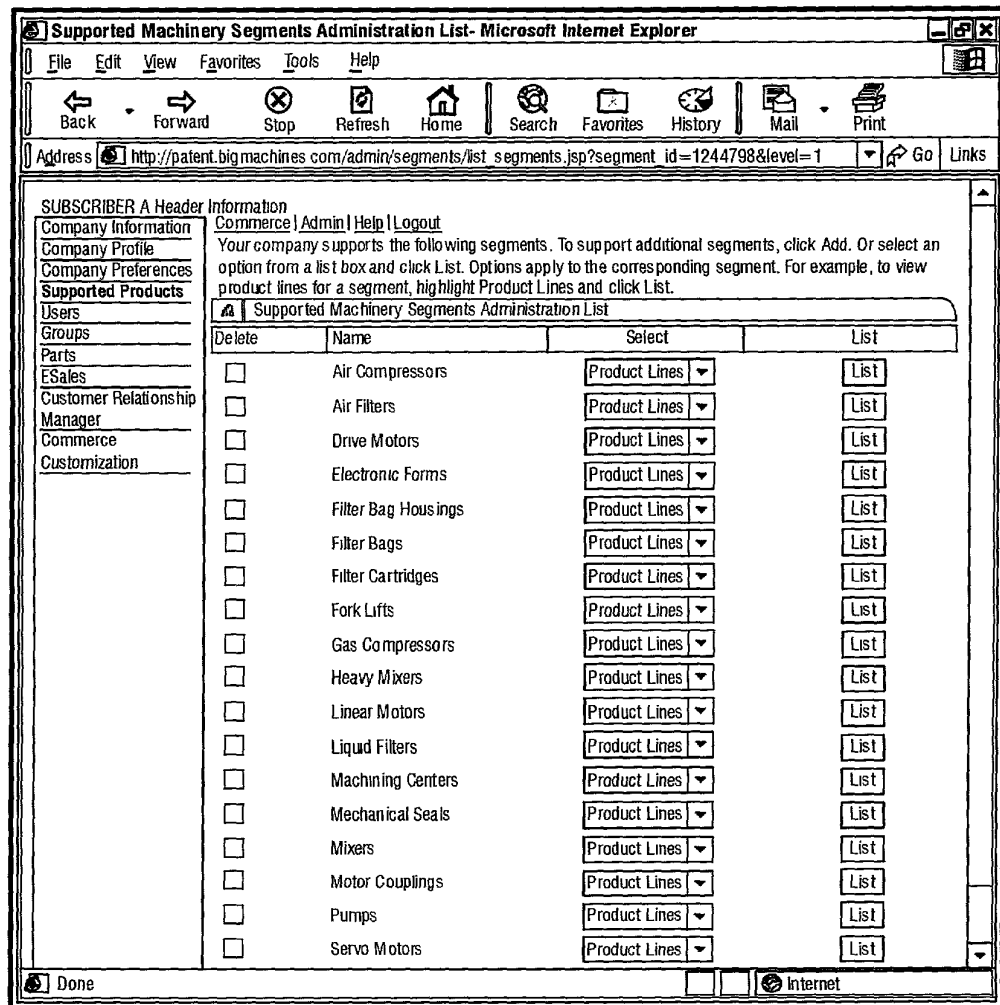 Supported Machinery Segments Administration List- Microsoft Internet Explorer
File Edit View Favorites Tools Help
Back Forward Stop Refresh Home Search Favorites History Mail Print
Address http://patent.bigmachines com/admin/segments/list_segments.jsp?segment_id=1244798&level=1 Go Links
SUBSCRIBER A Header Information
Company Information
Company Profile
Company Preferences
Supported Products
Users
Groups
Parts
ESales
Customer Relationship
Manager
Commerce
Customization
Commerce | Admin | Help | Logout
Your company supports the following segments. To support additional segments, click Add. Or select an
option from a list box and click List. Options apply to the corresponding segment. For example, to view
product lines for a segment, highlight Product Lines and click List.
Supported Machinery Segments Administration List
Delete Name Select List
Air Compressors Product Lines List
Air Filters Product Lines List
Drive Motors Product Lines List
Electronic Forms Product Lines List
Filter Bag Housings Product Lines List
Filter Bags Product Lines List
Filter Cartridges Product Lines List
Fork Lifts Product Lines List
Gas Compressors Product Lines List
Heavy Mixers Product Lines List
Linear Motors Product Lines List
Liquid Filters Product Lines List
Machining Centers Product Lines List
Mechanical Seals Product Lines List
Mixers Product Lines List
Motor Couplings Product Lines List
Pumps Product Lines List
Servo Motors Product Lines List
Done Internet